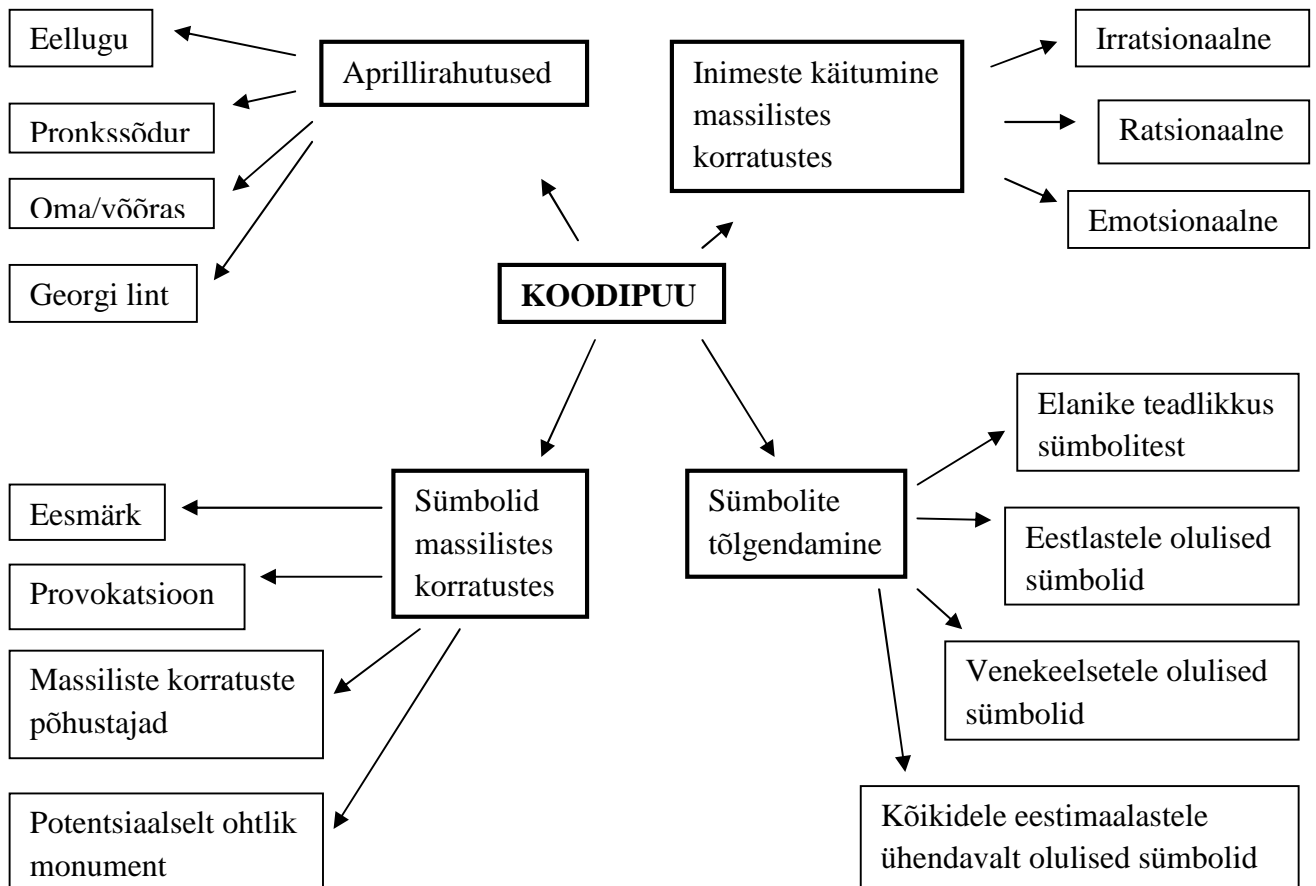 Eellugu
Pronkssõdur
Oma/võõras
Georgi lint
Aprillirahutused
Inimeste käitumine
massilistes
korratustes
Irratsionaalne
Ratsionaalne
Emotsionaalne
KOODIPUU
Eesmärk
Provokatsioon
Massiliste korratuste
põhustajad
Potentsiaalselt ohtlik
monument
Sümbolid
massilistes
korratustes
Sümbolite
tõlgendamine
Elanike teadlikkus
sümbolitest
Eestlastele olulised
sümbolid
Venekeelsetele olulised
sümbolid
Kõikidele eestimaalastele
ühendavalt olulised sümbolid